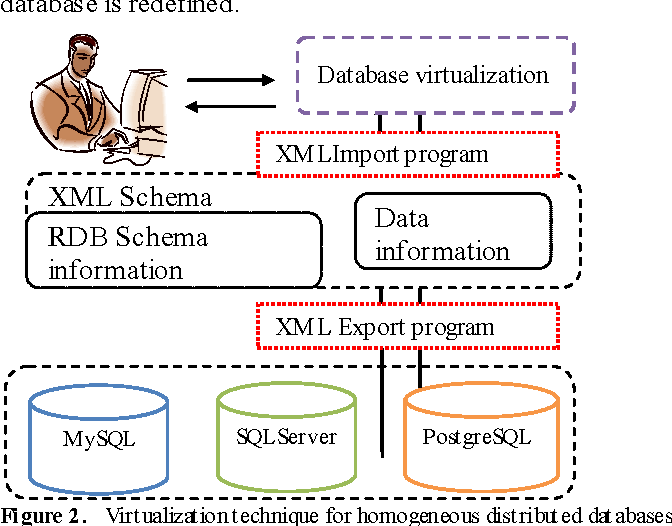 database is redefined.
Database virtualization
XMLImport program
XML Schema
RDB Schema
information
Data
information
XML Export program
MySQL
SQLServer
PostgreSQL
Figure 2. Virtualization technique for homogeneous distributed databases